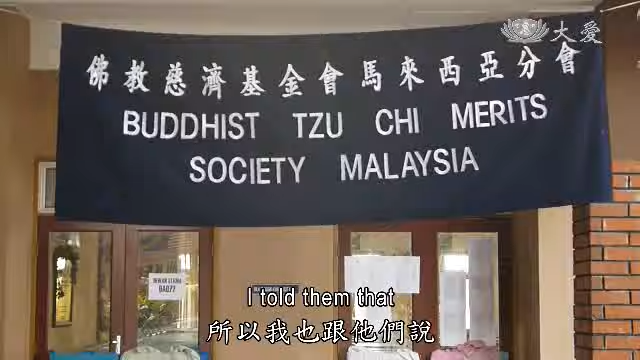 大愛
佛教慈濟基金會馬來西亞分會
BUDDHIST TZU CHI MERITS
SOCIETY MALAYSIA
I told them that
所以我也跟他們說